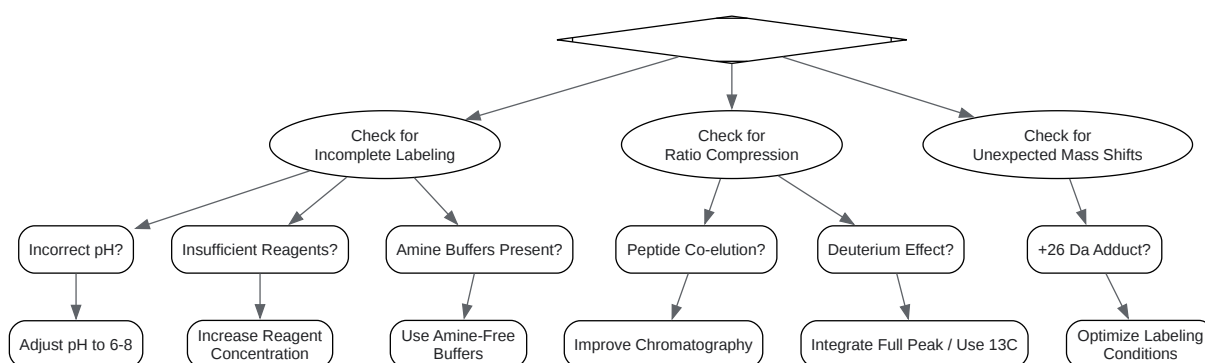 Check for
Incomplete Labeling
Check for
Ratio Compression
Check for
Unexpected Mass Shifts
Incorrect pH?
Insufficient Reagents?
Amine Buffers Present?
Peptide Co-elution?
Deuterium Effect?
+26 Da Adduct?
Adjust pH to 6-8
Increase Reagent
Concentration
Use Amine-Free
Buffers
Improve Chromatography
Integrate Full Peak / Use 13C
Optimize Labeling
Conditions